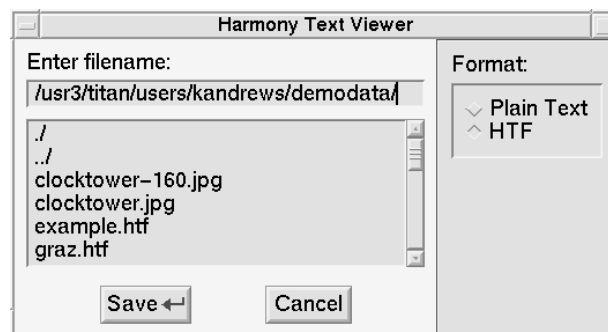 Harmony Text Viewer
Enter filename:
/usr3/titan/users/kandrews/demodata/
./
../
clocktower-160.jpg
clocktower.jpg
example.htf
graz.htf
Save
Cancel
Format:
Plain Text
HTF